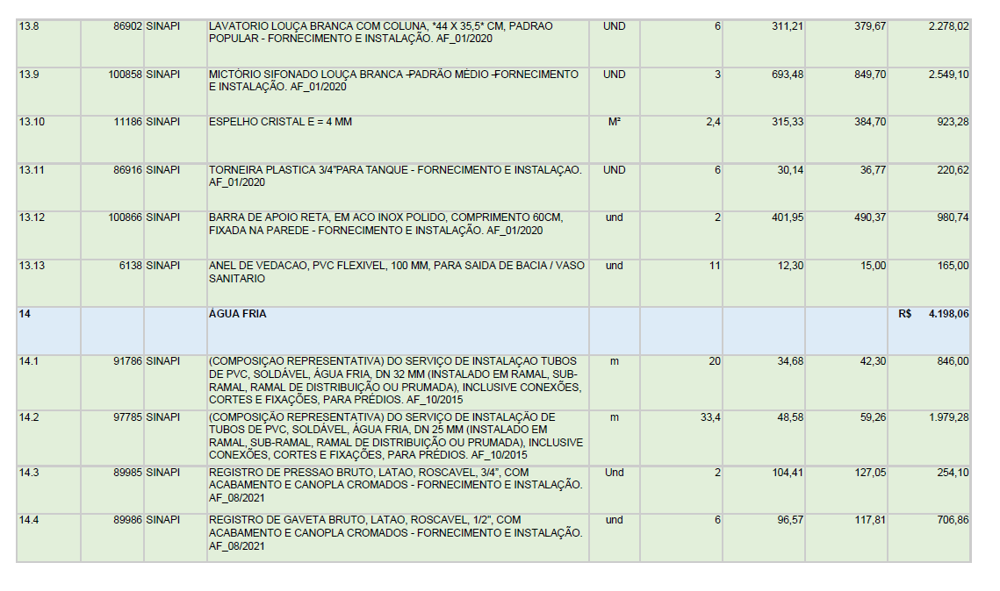 13.8 86902 SINAPI LAVATORIO LOUÇA BRANCA COM COLUNA, *44 X 35,5* CM, PADRAO UND 6 311,21 379,67 2.278,02
POPULAR - FORNECIMENTO E INSTALAÇÃO. AF_01/2020
13.9 100858 SINAPI MICTÓRIO SIFONADO LOUÇA BRANCA –PADRÃO MÉDIO –FORNECIMENTO UND 3 693,48 849,70 2.549,10
E INSTALAÇÃO. AF_01/2020
13.10 11186 SINAPI ESPELHO CRISTAL E = 4 MM M² 2,4 315,33 384,70 923,28
13.11 86916 SINAPI TORNEIRA PLASTICA 3/4"PARA TANQUE - FORNECIMENTO E INSTALAÇAO. UND 6 30,14 36,77 220,62
AF_01/2020
13.12 100866 SINAPI BARRA DE APOIO RETA, EM ACO INOX POLIDO, COMPRIMENTO 60CM, und 2 401,95 490,37 980,74
FIXADA NA PAREDE - FORNECIMENTO E INSTALAÇÃO. AF_01/2020
13.13 6138 SINAPI ANEL DE VEDACAO, PVC FLEXIVEL, 100 MM, PARA SAIDA DE BACIA / VASO und 11 12,30 15,00 165,00
SANITARIO
14 ÁGUA FRIA R$ 4.198,06
14.1 91786 SINAPI (COMPOSIÇÃO REPRESENTATIVA) DO SERVIÇO DE INSTALAÇÃO TUBOS m 20 34,68 42,30 846,00
DE PVC, SOLDÁVEL, ÁGUA FRIA, DN 32 MM (INSTALADO EM RAMAL, SUB-
RAMAL, RAMAL DE DISTRIBUIÇÃO OU PRUMADA), INCLUSIVE CONEXÕES,
CORTES E FIXAÇÕES, PARA PRÉDIOS. AF_10/2015
14.2 97785 SINAPI (COMPOSIÇÃO REPRESENTATIVA) DO SERVIÇO DE INSTALAÇÃO DE m 33,4 48,58 59,26 1.979,28
TUBOS DE PVC, SOLDÁVEL, ÁGUA FRIA, DN 25 MM (INSTALADO EM
RAMAL, SUB-RAMAL, RAMAL DE DISTRIBUIÇÃO OU PRUMADA), INCLUSIVE
CONEXÕES, CORTES E FIXAÇÕES, PARA PRÉDIOS. AF_10/2015
14.3 89985 SINAPI REGISTRO DE PRESSAO BRUTO, LATAO, ROSCAVEL, 3/4", COM Und 2 104,41 127,05 254,10
ACABAMENTO E CANOPLA CROMADOS - FORNECIMENTO E INSTALAÇÃO.
AF_08/2021
14.4 89986 SINAPI REGISTRO DE GAVETA BRUTO, LATAO, ROSCAVEL, 1/2", COM und 6 96,57 117,81 706,86
ACABAMENTO E CANOPLA CROMADOS - FORNECIMENTO E INSTALAÇÃO.
AF_08/2021